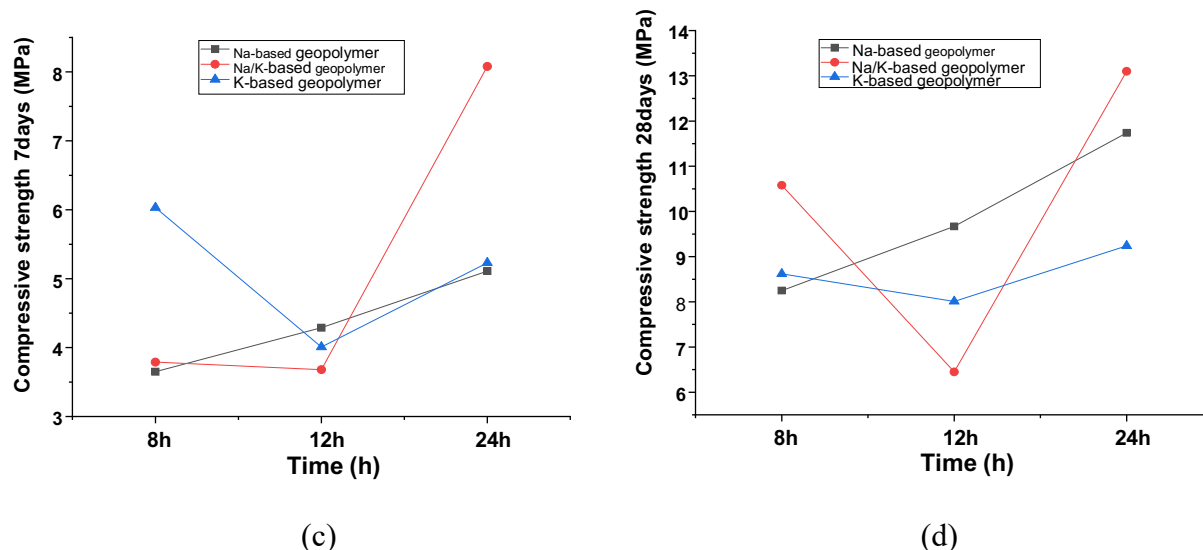 Compressive strength 7days (MPa)
8
7
6
5
4
3
Na-based geopolymer
Na/K-based geopolymer
K-based geopolymer
8h
12h
24h
Time (h)
(c)
Compressive strength 28days (MPa)
14
13
12
11
10
9
8
7
6
Na-based geopolymer
Na/K-based geopolymer
K-based geopolymer
8h
12h
24h
Time (h)
(d)